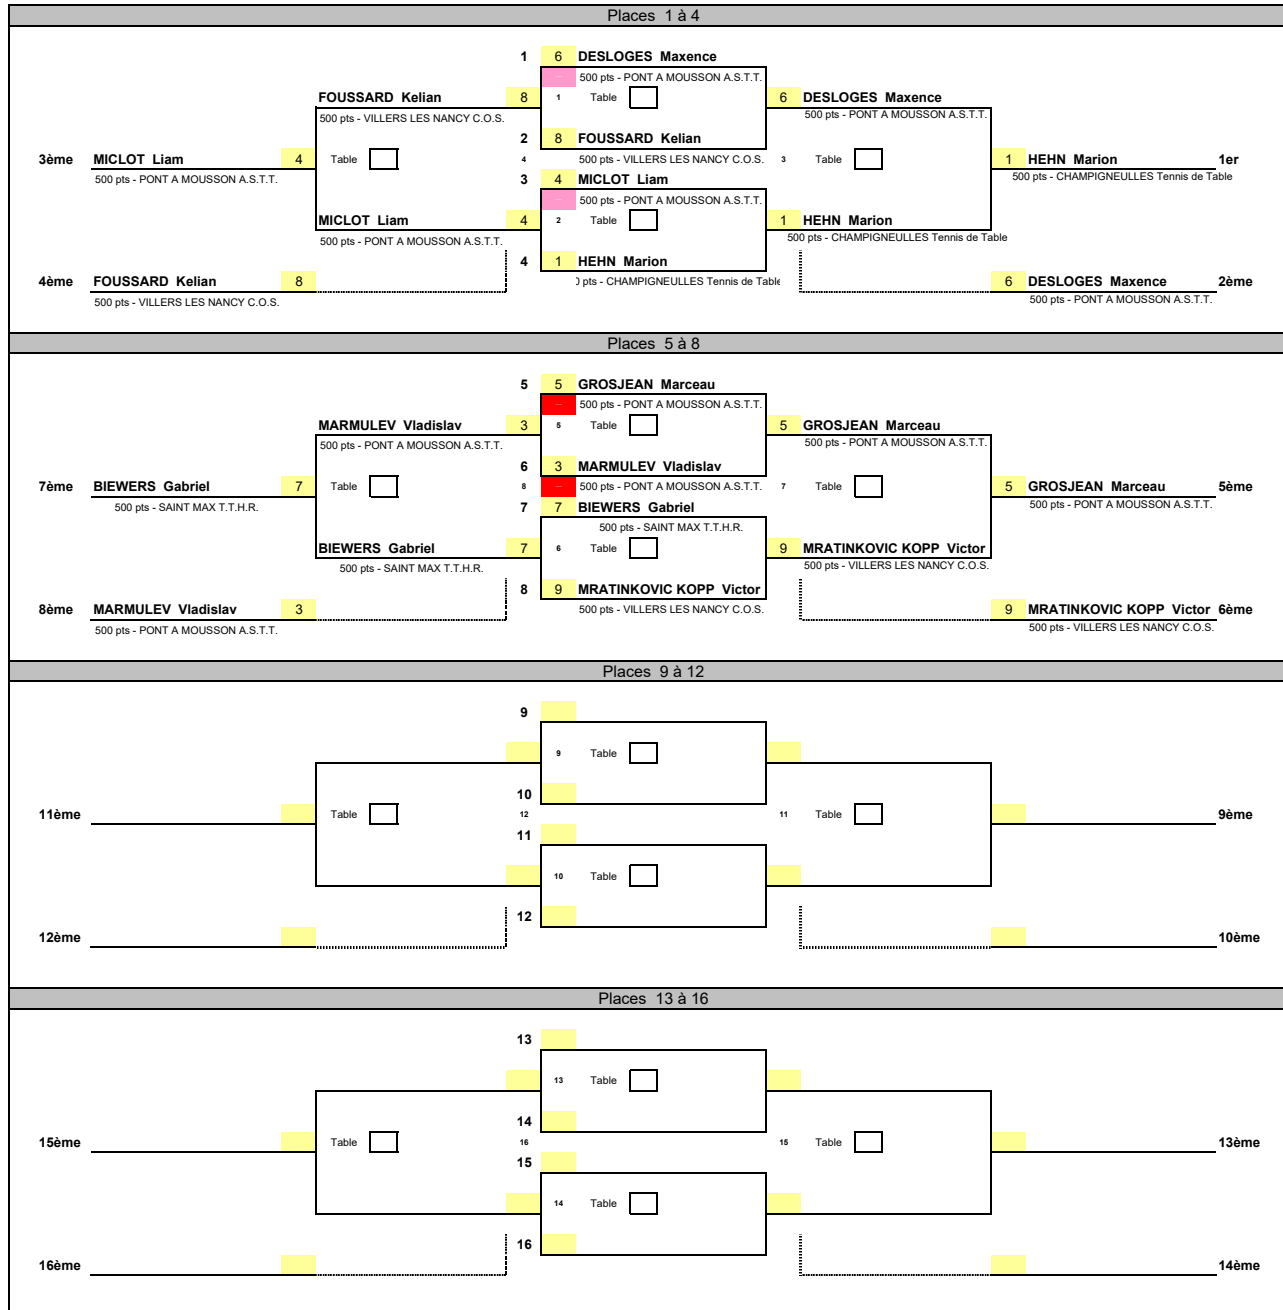 Places 1 à 4
1 6 DESLOGES Maxence
500 pts - PONT A MOUSSON A.S.T.T.
FOUSSARD Kelian 8 1 Table 6 DESLOGES Maxence
500 pts - VILLERS LES NANCY C.O.S. 500 pts - PONT A MOUSSON A.S.T.T.
2 8 FOUSSARD Kelian
3ème MICLOT Liam 4 Table 4 500 pts - VILLERS LES NANCY C.O.S. 3 Table 1 HEHN Marion 1er
500 pts - PONT A MOUSSON A.S.T.T. 3 4 MICLOT Liam 500 pts - CHAMPIGNEULLES Tennis de Table
500 pts - PONT A MOUSSON A.S.T.T.
MICLOT Liam 4 2 Table 1 HEHN Marion
500 pts - PONT A MOUSSON A.S.T.T. 500 pts - CHAMPIGNEULLES Tennis de Table
4 1 HEHN Marion
4ème FOUSSARD Kelian 8 pts - CHAMPIGNEULLES Tennis de Table 6 DESLOGES Maxence 2ème
500 pts - VILLERS LES NANCY C.O.S. 500 pts - PONT A MOUSSON A.S.T.T.
Places 5 à 8
5 5 GROSJEAN Marceau
500 pts - PONT A MOUSSON A.S.T.T.
MARMULEV Vladislav 3 5 Table 5 GROSJEAN Marceau
500 pts - PONT A MOUSSON A.S.T.T. 500 pts - PONT A MOUSSON A.S.T.T.
6 3 MARMULEV Vladislav
7ème BIEWERS Gabriel 7 Table 8 500 pts - PONT A MOUSSON A.S.T.T. 7 Table 5 GROSJEAN Marceau 5ème
500 pts - SAINT MAX T.T.H.R. 7 7 BIEWERS Gabriel 500 pts - PONT A MOUSSON A.S.T.T.
500 pts - SAINT MAX T.T.H.R.
BIEWERS Gabriel 7 6 Table 9 MRATINKOVIC KOPP Victor
500 pts - SAINT MAX T.T.H.R. 500 pts - VILLERS LES NANCY C.O.S.
8 9 MRATINKOVIC KOPP Victor
8ème MARMULEV Vladislav 3 500 pts - VILLERS LES NANCY C.O.S. 9 MRATINKOVIC KOPP Victor 6ème
500 pts - PONT A MOUSSON A.S.T.T. 500 pts - VILLERS LES NANCY C.O.S.
Places 9 à 12
9
9 Table
10
11ème Table 12 11 Table 9ème
11
10 Table
12
12ème 10ème
Places 13 à 16
13
13 Table
14
15ème Table 16 15 Table 13ème
15
14 Table
16
16ème 14ème